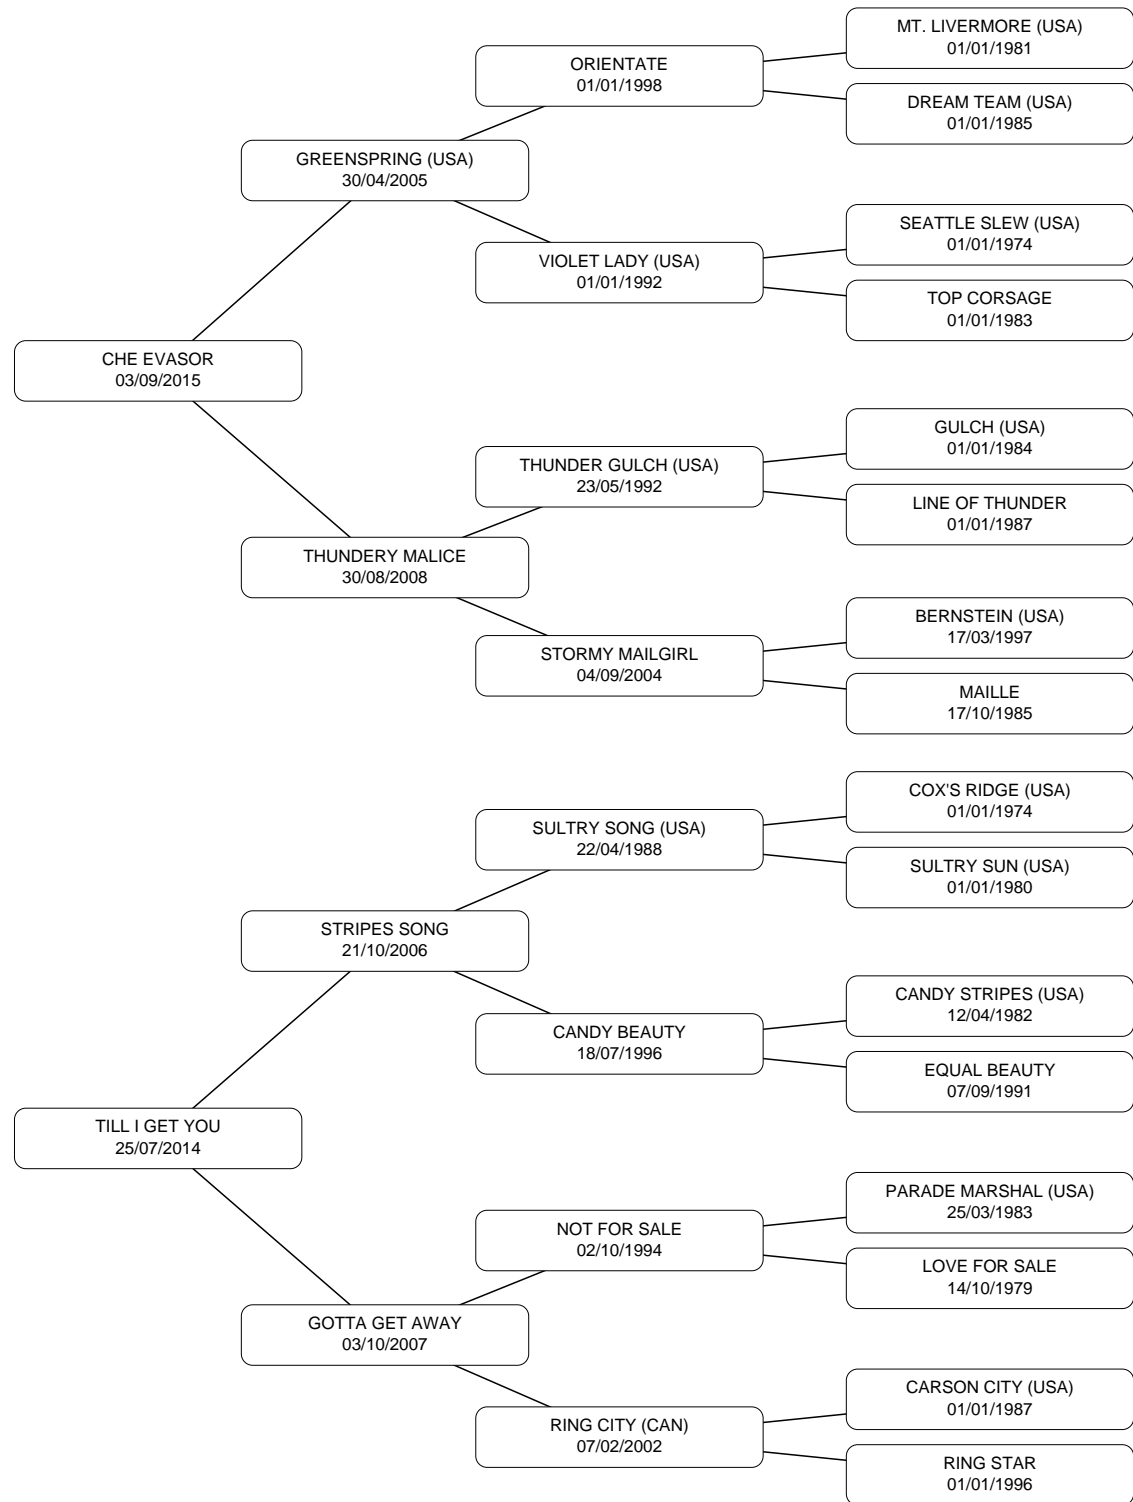 MT. LIVERMORE (USA)
01/01/1981
ORIENTATE
01/01/1998
DREAM TEAM (USA)
01/01/1985
GREENSPRING (USA)
30/04/2005
SEATTLE SLEW (USA)
01/01/1974
VIOLET LADY (USA)
01/01/1992
TOP CORSAGE
01/01/1983
CHE EVASOR
03/09/2015
GULCH (USA)
01/01/1984
THUNDER GULCH (USA)
23/05/1992
LINE OF THUNDER
01/01/1987
THUNDERY MALICE
30/08/2008
BERNSTEIN (USA)
17/03/1997
STORMY MAILGIRL
04/09/2004
MAILLE
17/10/1985
COX'S RIDGE (USA)
01/01/1974
SULTRY SONG (USA)
22/04/1988
SULTRY SUN (USA)
01/01/1980
STRIPES SONG
21/10/2006
CANDY STRIPES (USA)
12/04/1982
CANDY BEAUTY
18/07/1996
EQUAL BEAUTY
07/09/1991
TILL I GET YOU
25/07/2014
PARADE MARSHAL (USA)
25/03/1983
NOT FOR SALE
02/10/1994
LOVE FOR SALE
14/10/1979
GOTTA GET AWAY
03/10/2007
CARSON CITY (USA)
01/01/1987
RING CITY (CAN)
07/02/2002
RING STAR
01/01/1996